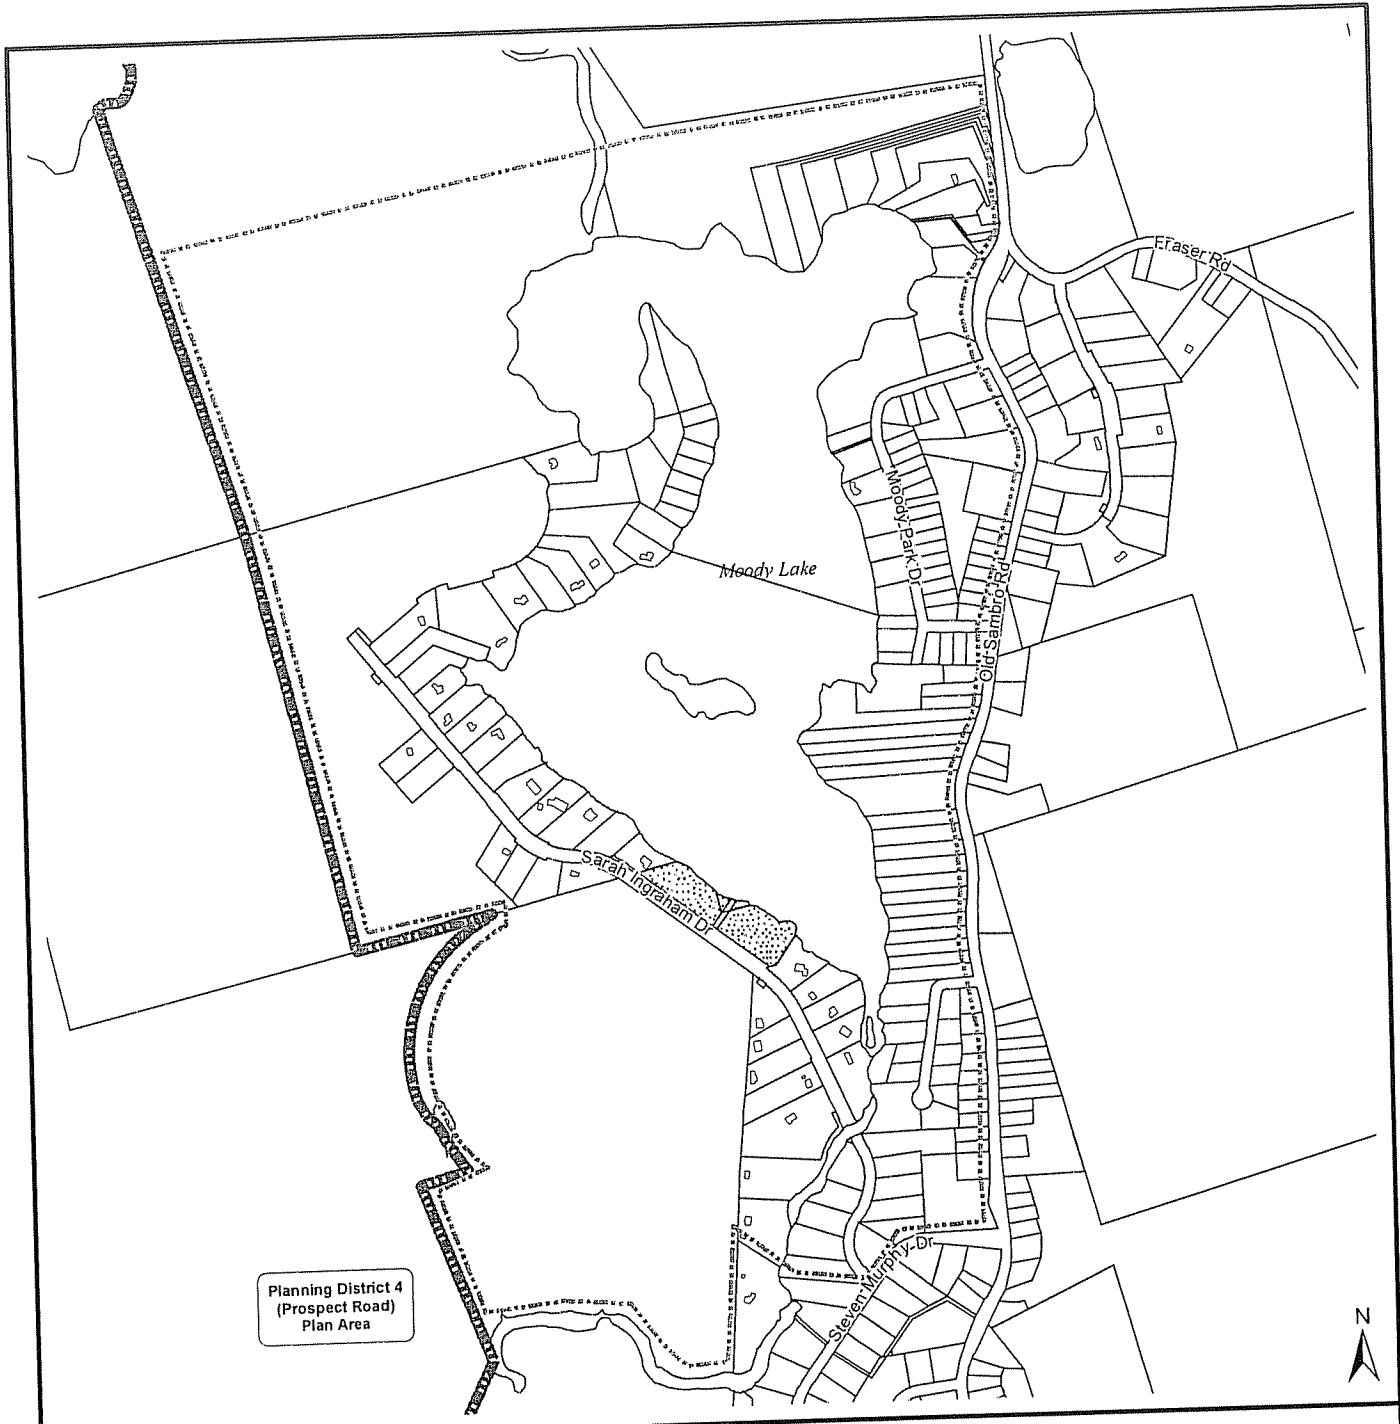 Fraser Rd
Moody Park Dr
Moody Lake
Old Sambro Rd
Sarah Ingraham Dr
Steven Murphy Dr
Planning District 4
(Prospect Road)
Plan Area
N